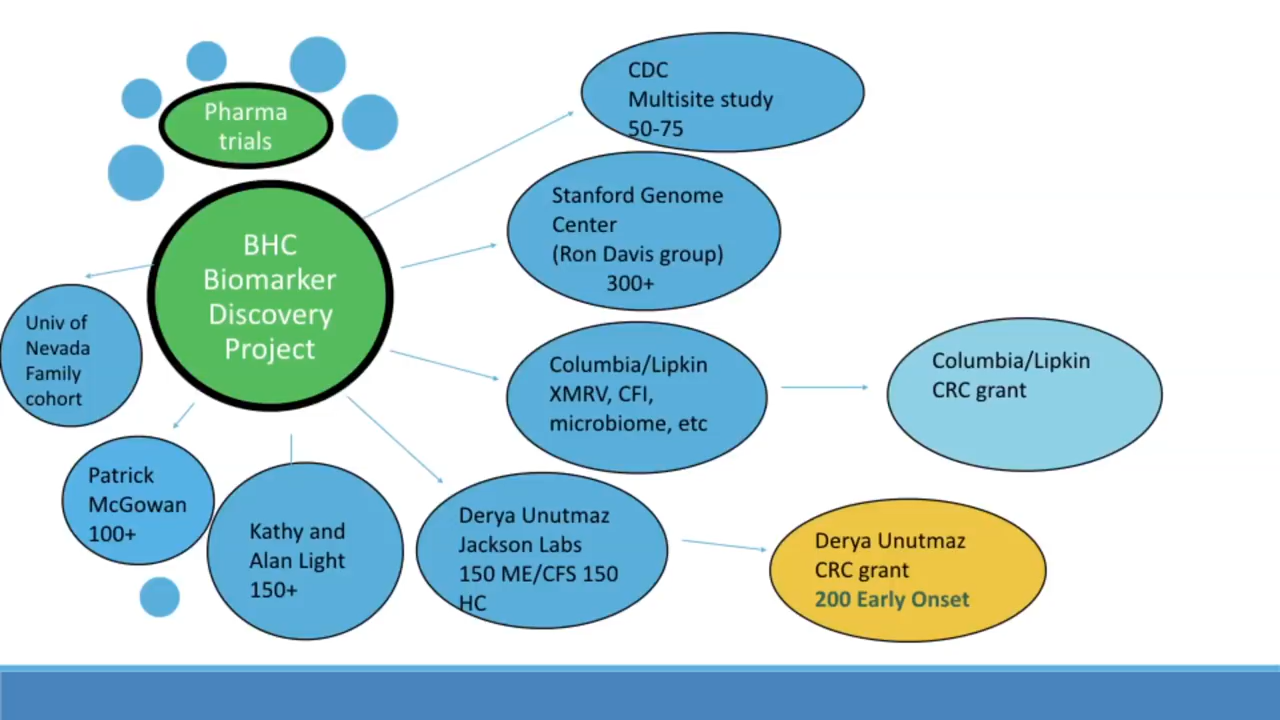 Pharma
trials
BHC
Biomarker
Discovery
Project
CDC
Multisite study
50-75
Stanford Genome
Center
(Ron Davis group)
300+
Columbia/Lipkin
XMRV, CFI,
microbiome, etc
Columbia/Lipkin
CRC grant
Univ of
Nevada
Family
cohort
Patrick
McGowan
100+
Kathy and
Alan Light
150+
Derya Unutmaz
Jackson Labs
150 ME/CFS 150
HC
Derya Unutmaz
CRC grant
200 Early Onset